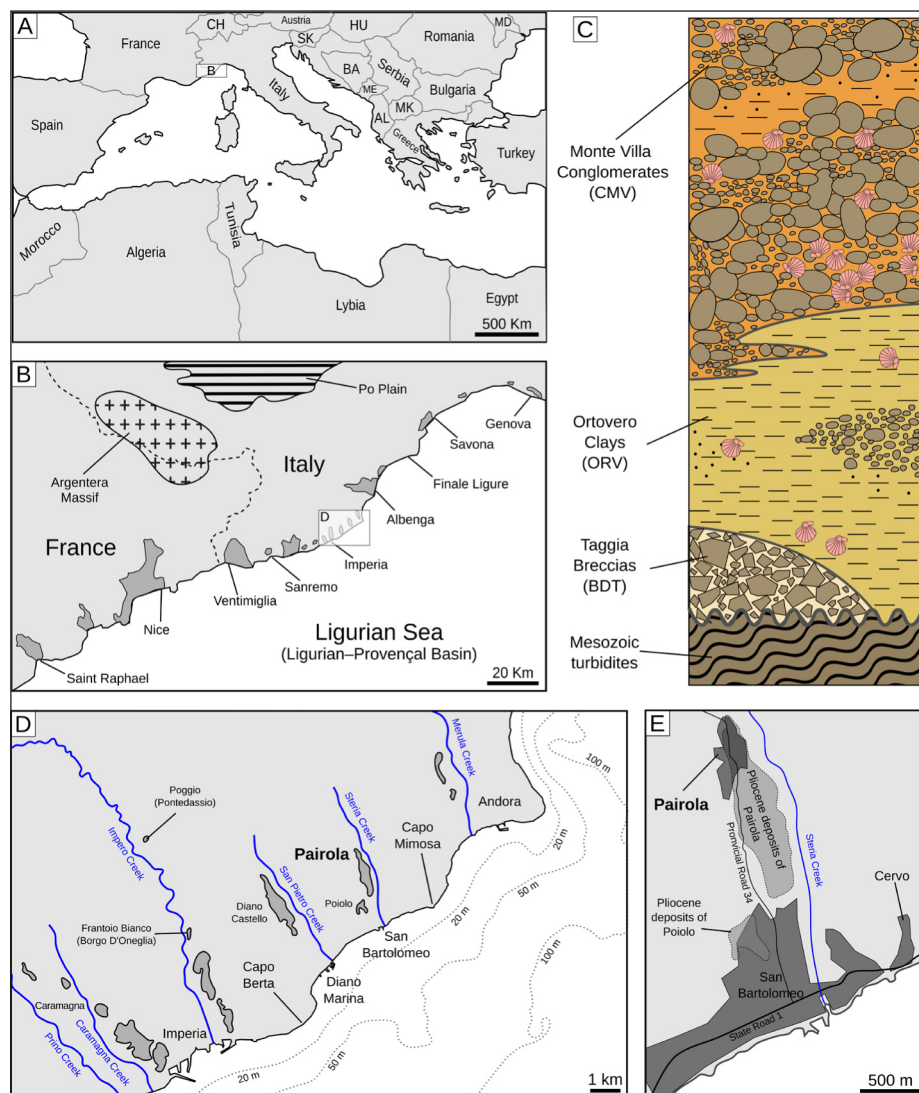 A
CH
Austria
HU
MD
France
SK
Romania
B
BA
Serbia
Italy
ME
Bulgaria
Spain
MK
AL
Greece
Turkey
Morocco
Tunisia
Algeria
Lybia
Egypt
500 Km
B
Po Plain
Genova
Savona
Argentera
Massif
Italy
Finale Ligure
D
Albenga
France
Imperia
Sanremo
Ventimiglia
Nice
Ligurian Sea
(Ligurian–Provençal Basin)
Saint Raphael
20 Km
C
Monte Villa
Conglomerates
(CMV)
Ortovero
Clays
(ORV)
Taggia
Breccias
(BDT)
Mesozoic
turbidites
D
Merula Creek
100 m
Poggio
(Pontedassio)
Impero Creek
Steria Creek
Andora
Capo
Mimosa
20 m
Pairola
50 m
San Pietro Creek
Diano
Castello
Poiolo
20 m
Frantoio Bianco
(Borgo D'Oneglia)
San
Bartolomeo
100 m
Capo
Berta
Diano
Marina
Caramagna
Caramagna Creek
Prino Creek
Imperia
20 m
50 m
1 km
E
Pairola
Pliocene deposits of
Pairola
Pronvicial Road 34
Steria Creek
Cervo
Pliocene
deposits of
Poiolo
San
Bartolomeo
State Road 1
500 m